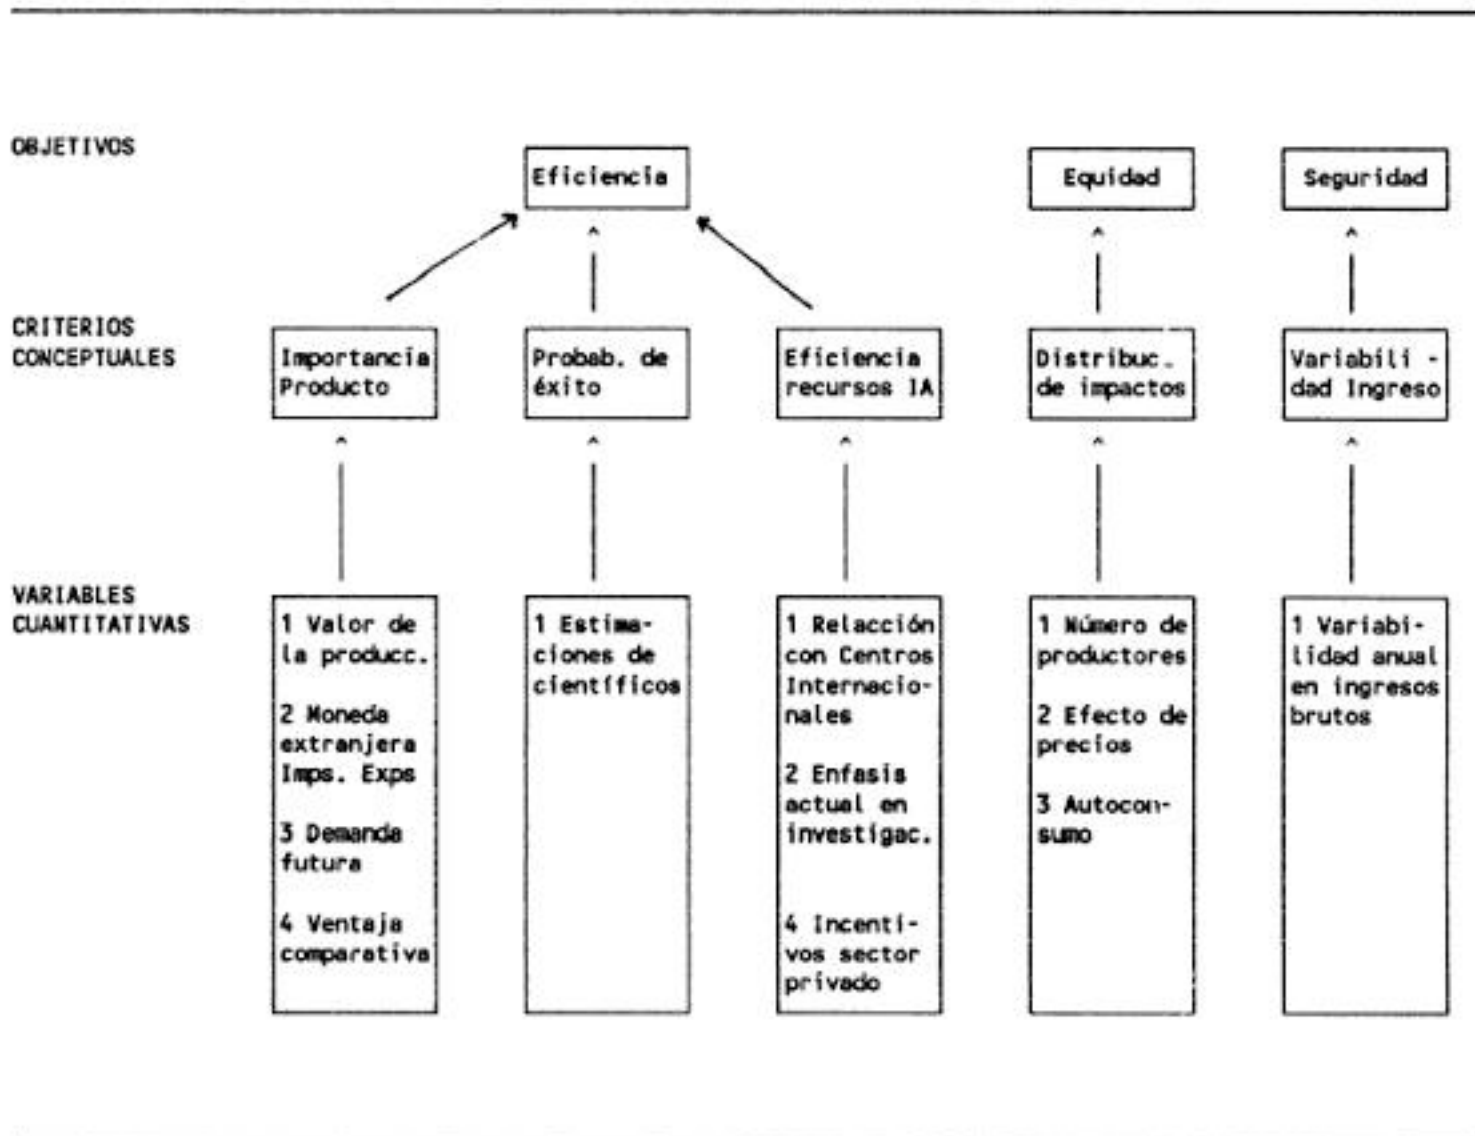 OBJETIVOS
Eficiencia
Equidad
Seguridad
CRITERIOS
CONCEPTUALES
Importancia
Producto
Probab. de
éxito
Eficiencia
recursos IA
Distribuc.
de impactos
Variabili -
dad Ingreso
VARIABLES
CUANTITATIVAS
1 Valor de
la producc.
2 Moneda
extranjera
Imps. Exps
3 Demanda
futura
4 Ventaja
comparativa
1 Estima-
ciones de
científicos
1 Relacción
con Centros
Internacio-
nales
2 Enfasis
actual en
investigac.
4 Incenti-
vos sector
privado
1 Número de
productores
2 Efecto de
precios
3 Autocon-
sumo
1 Variabi-
lidad anual
en ingresos
brutos